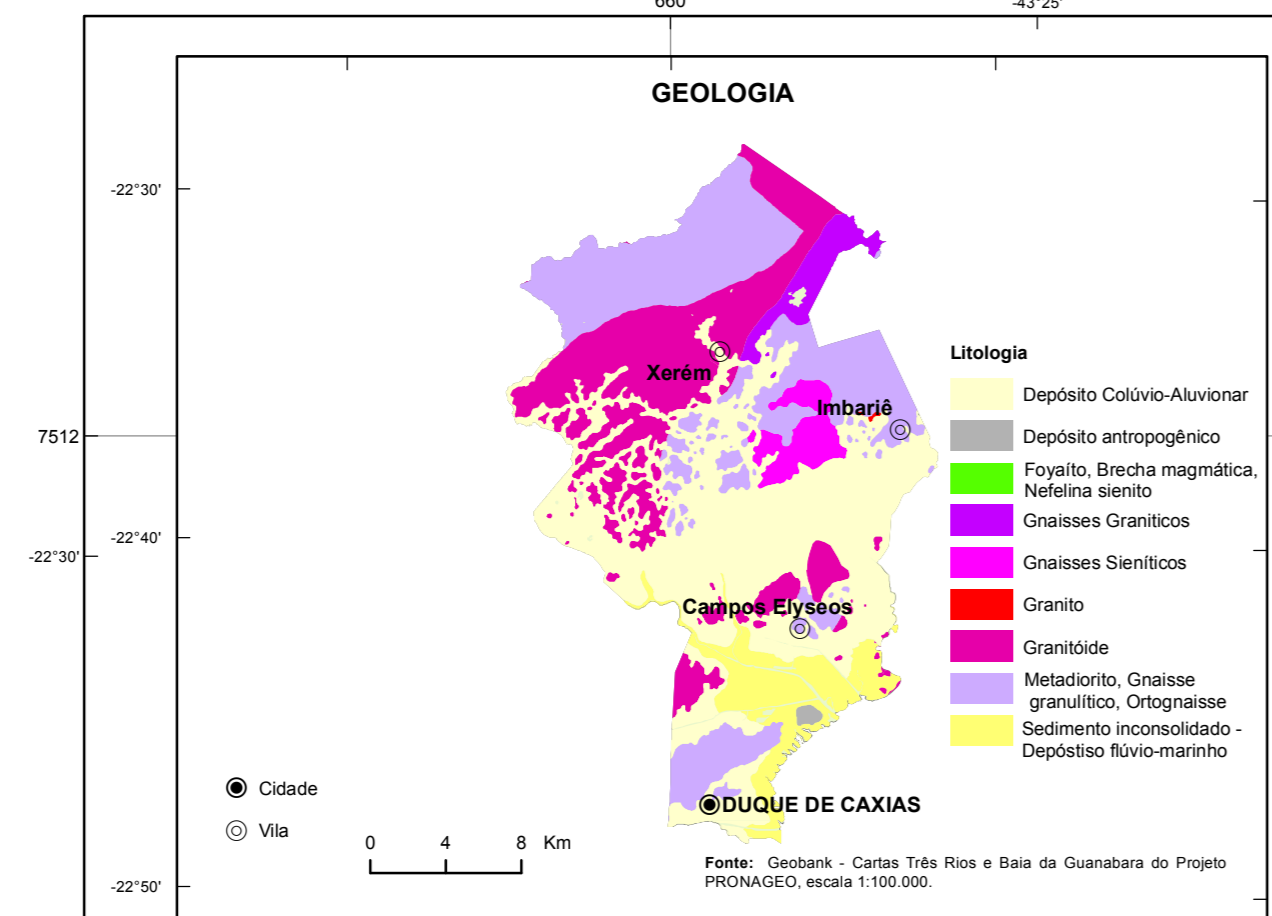 660
-43°25'
GEOLOGIA
-22°30'
Xerém
Imbariê
7512
-22°40'
-22°30'
Campos Elyseos
DUQUE DE CAXIAS
-22°50'
Litologia
Depósito Colúvio-Aluvionar
Depósito antropogênico
Foyaíto, Brecha magmática,
Nefelina sienito
Gnaisses Graniticos
Gnaisses Sieníticos
Granito
Granitóide
Metadiorito, Gnaisse
granulítico, Ortognaisse
Sedimento inconsolidado -
Depóstiso flúvio-marinho
Cidade
Vila
0 4 8 Km
Fonte: Geobank - Cartas Três Rios e Baia da Guanabara do Projeto
PRONAGEO, escala 1:100.000.